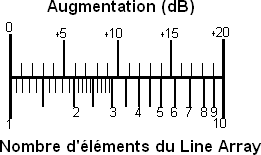 Augmentation (dB)
0 +5 +10 +15 +20
1 2 3 4 5 6 7 8 9 10
Nombre d'éléments du Line Array